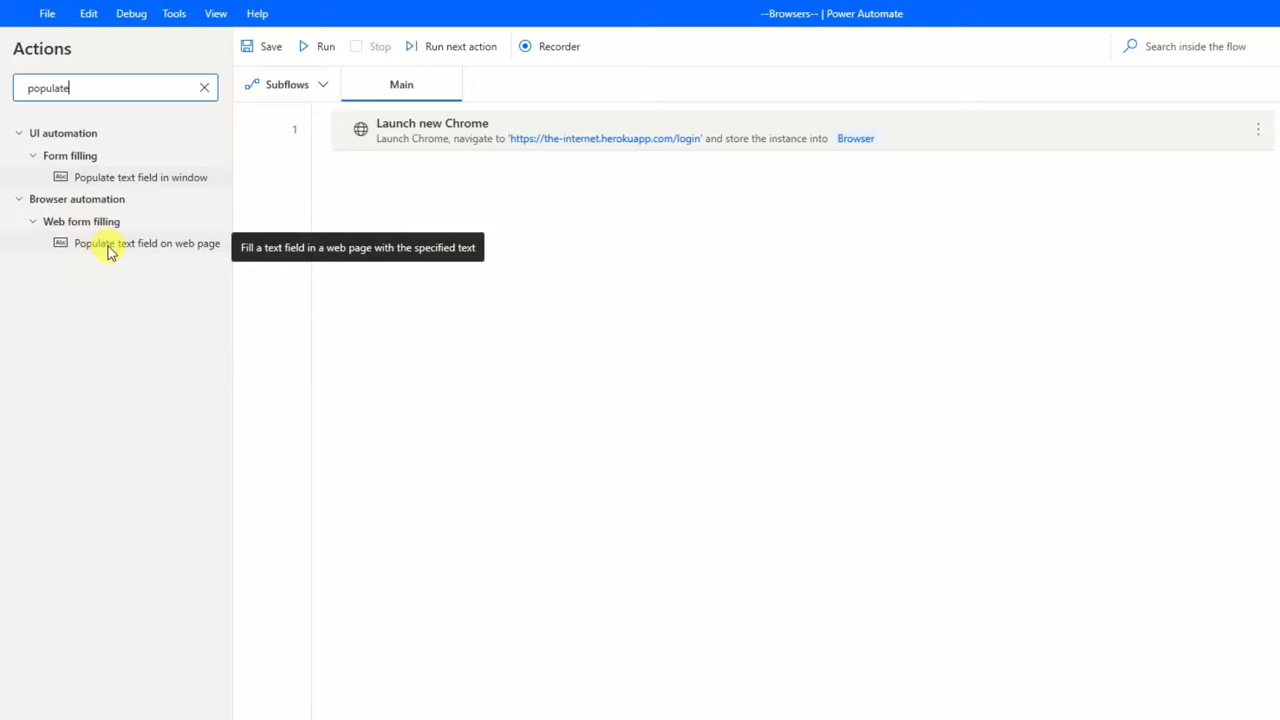 File Edit Debug Tools View Help
--Browsers-- | Power Automate
Actions
Save Run Stop Run next action Recorder
Search inside the flow
populate
Subflows
Main
UI automation
Form filling
Abc Populate text field in window
Browser automation
Web form filling
Abc Populate text field on web page
Fill a text field in a web page with the specified text
1
Launch new Chrome
Launch Chrome, navigate to 'https://the-internet.herokuapp.com/login' and store the instance into Browser